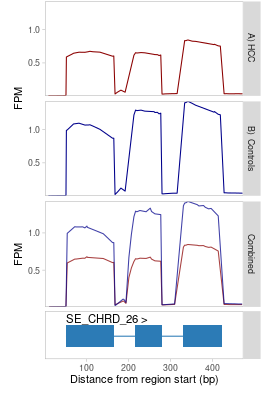 1.0
0.5
FPM
A) HCC
1.0
0.5
FPM
B) Controls
1.0
0.5
FPM
Combined
SE_CHRD_26 >
100 200 300 400
Distance from region start (bp)